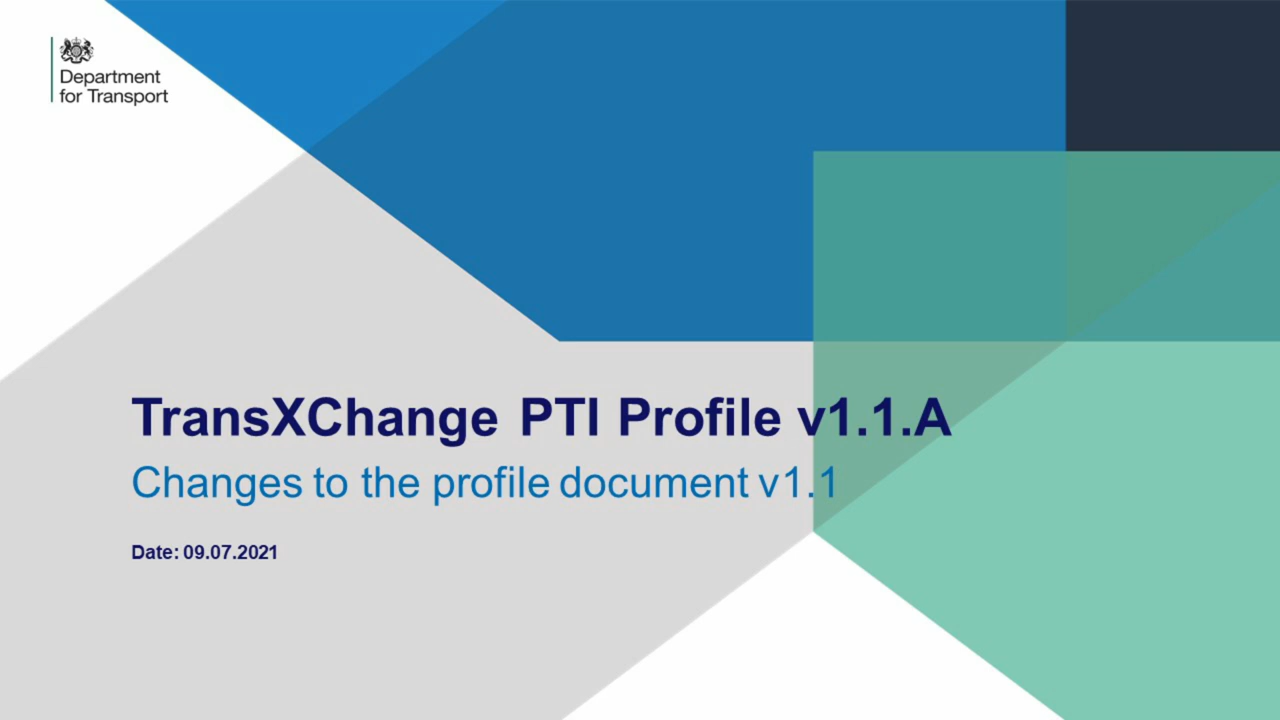 Department
for Transport
TransXChange PTI Profile v1.1.A
Changes to the profile document v1.1
Date: 09.07.2021